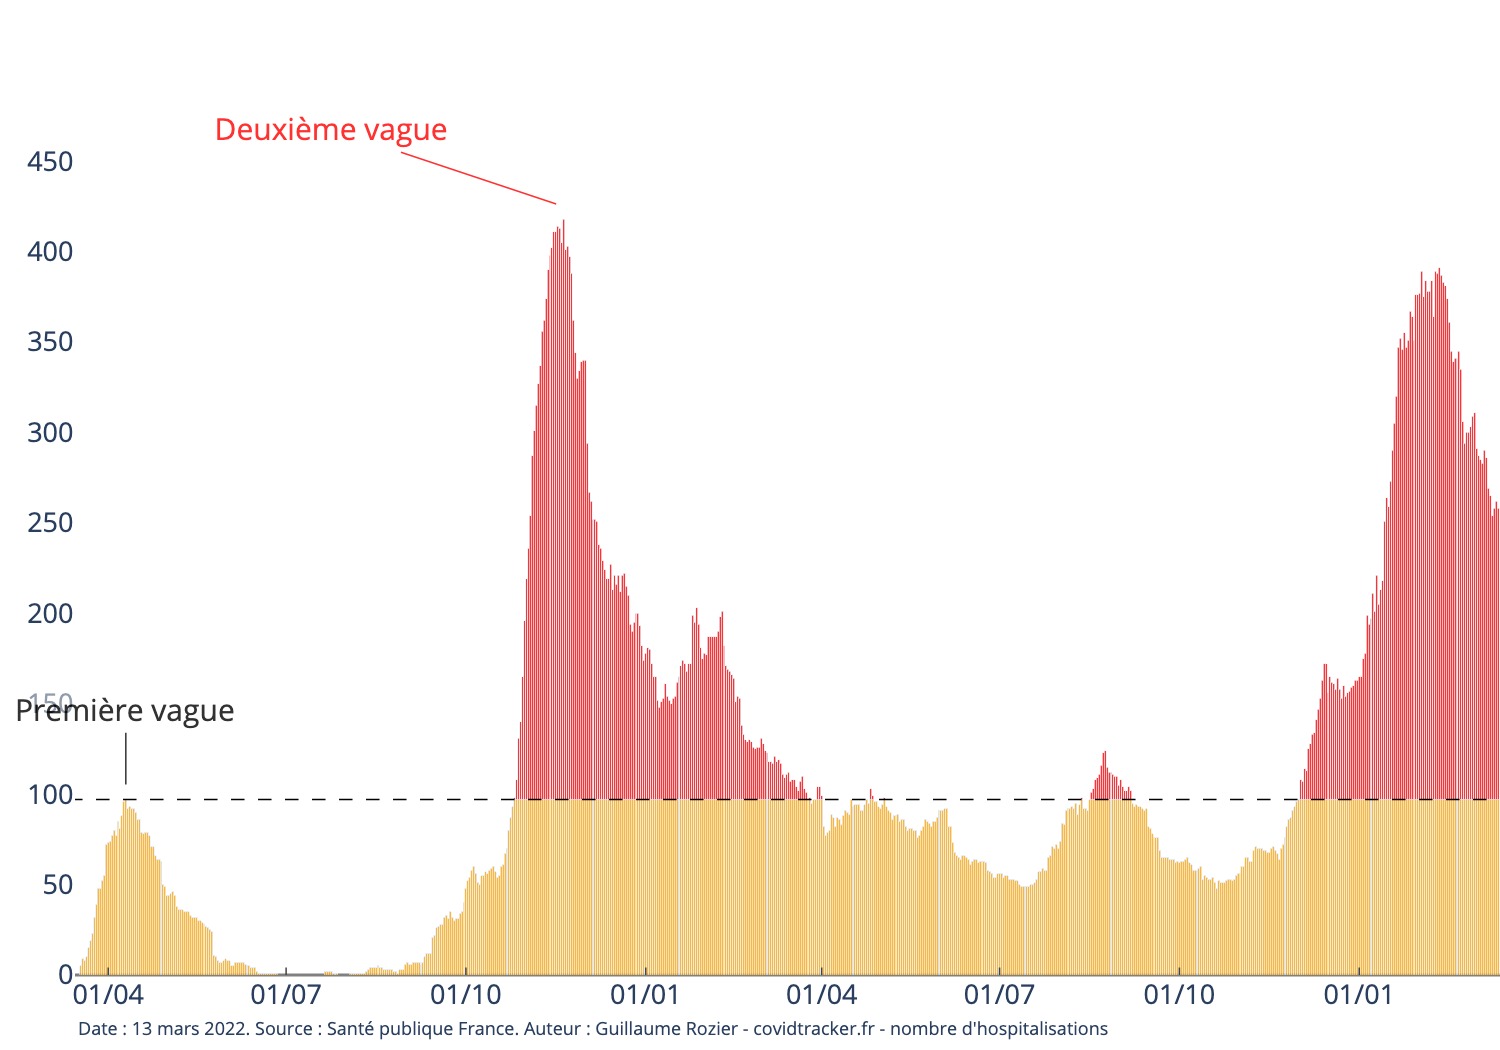 Deuxième vague
450
400
350
300
250
200
150
Première vague
100
50
0
01/04 01/07 01/10 01/01 01/04 01/07 01/10 01/01
Date : 13 mars 2022. Source : Santé publique France. Auteur : Guillaume Rozier - covidtracker.fr - nombre d'hospitalisations